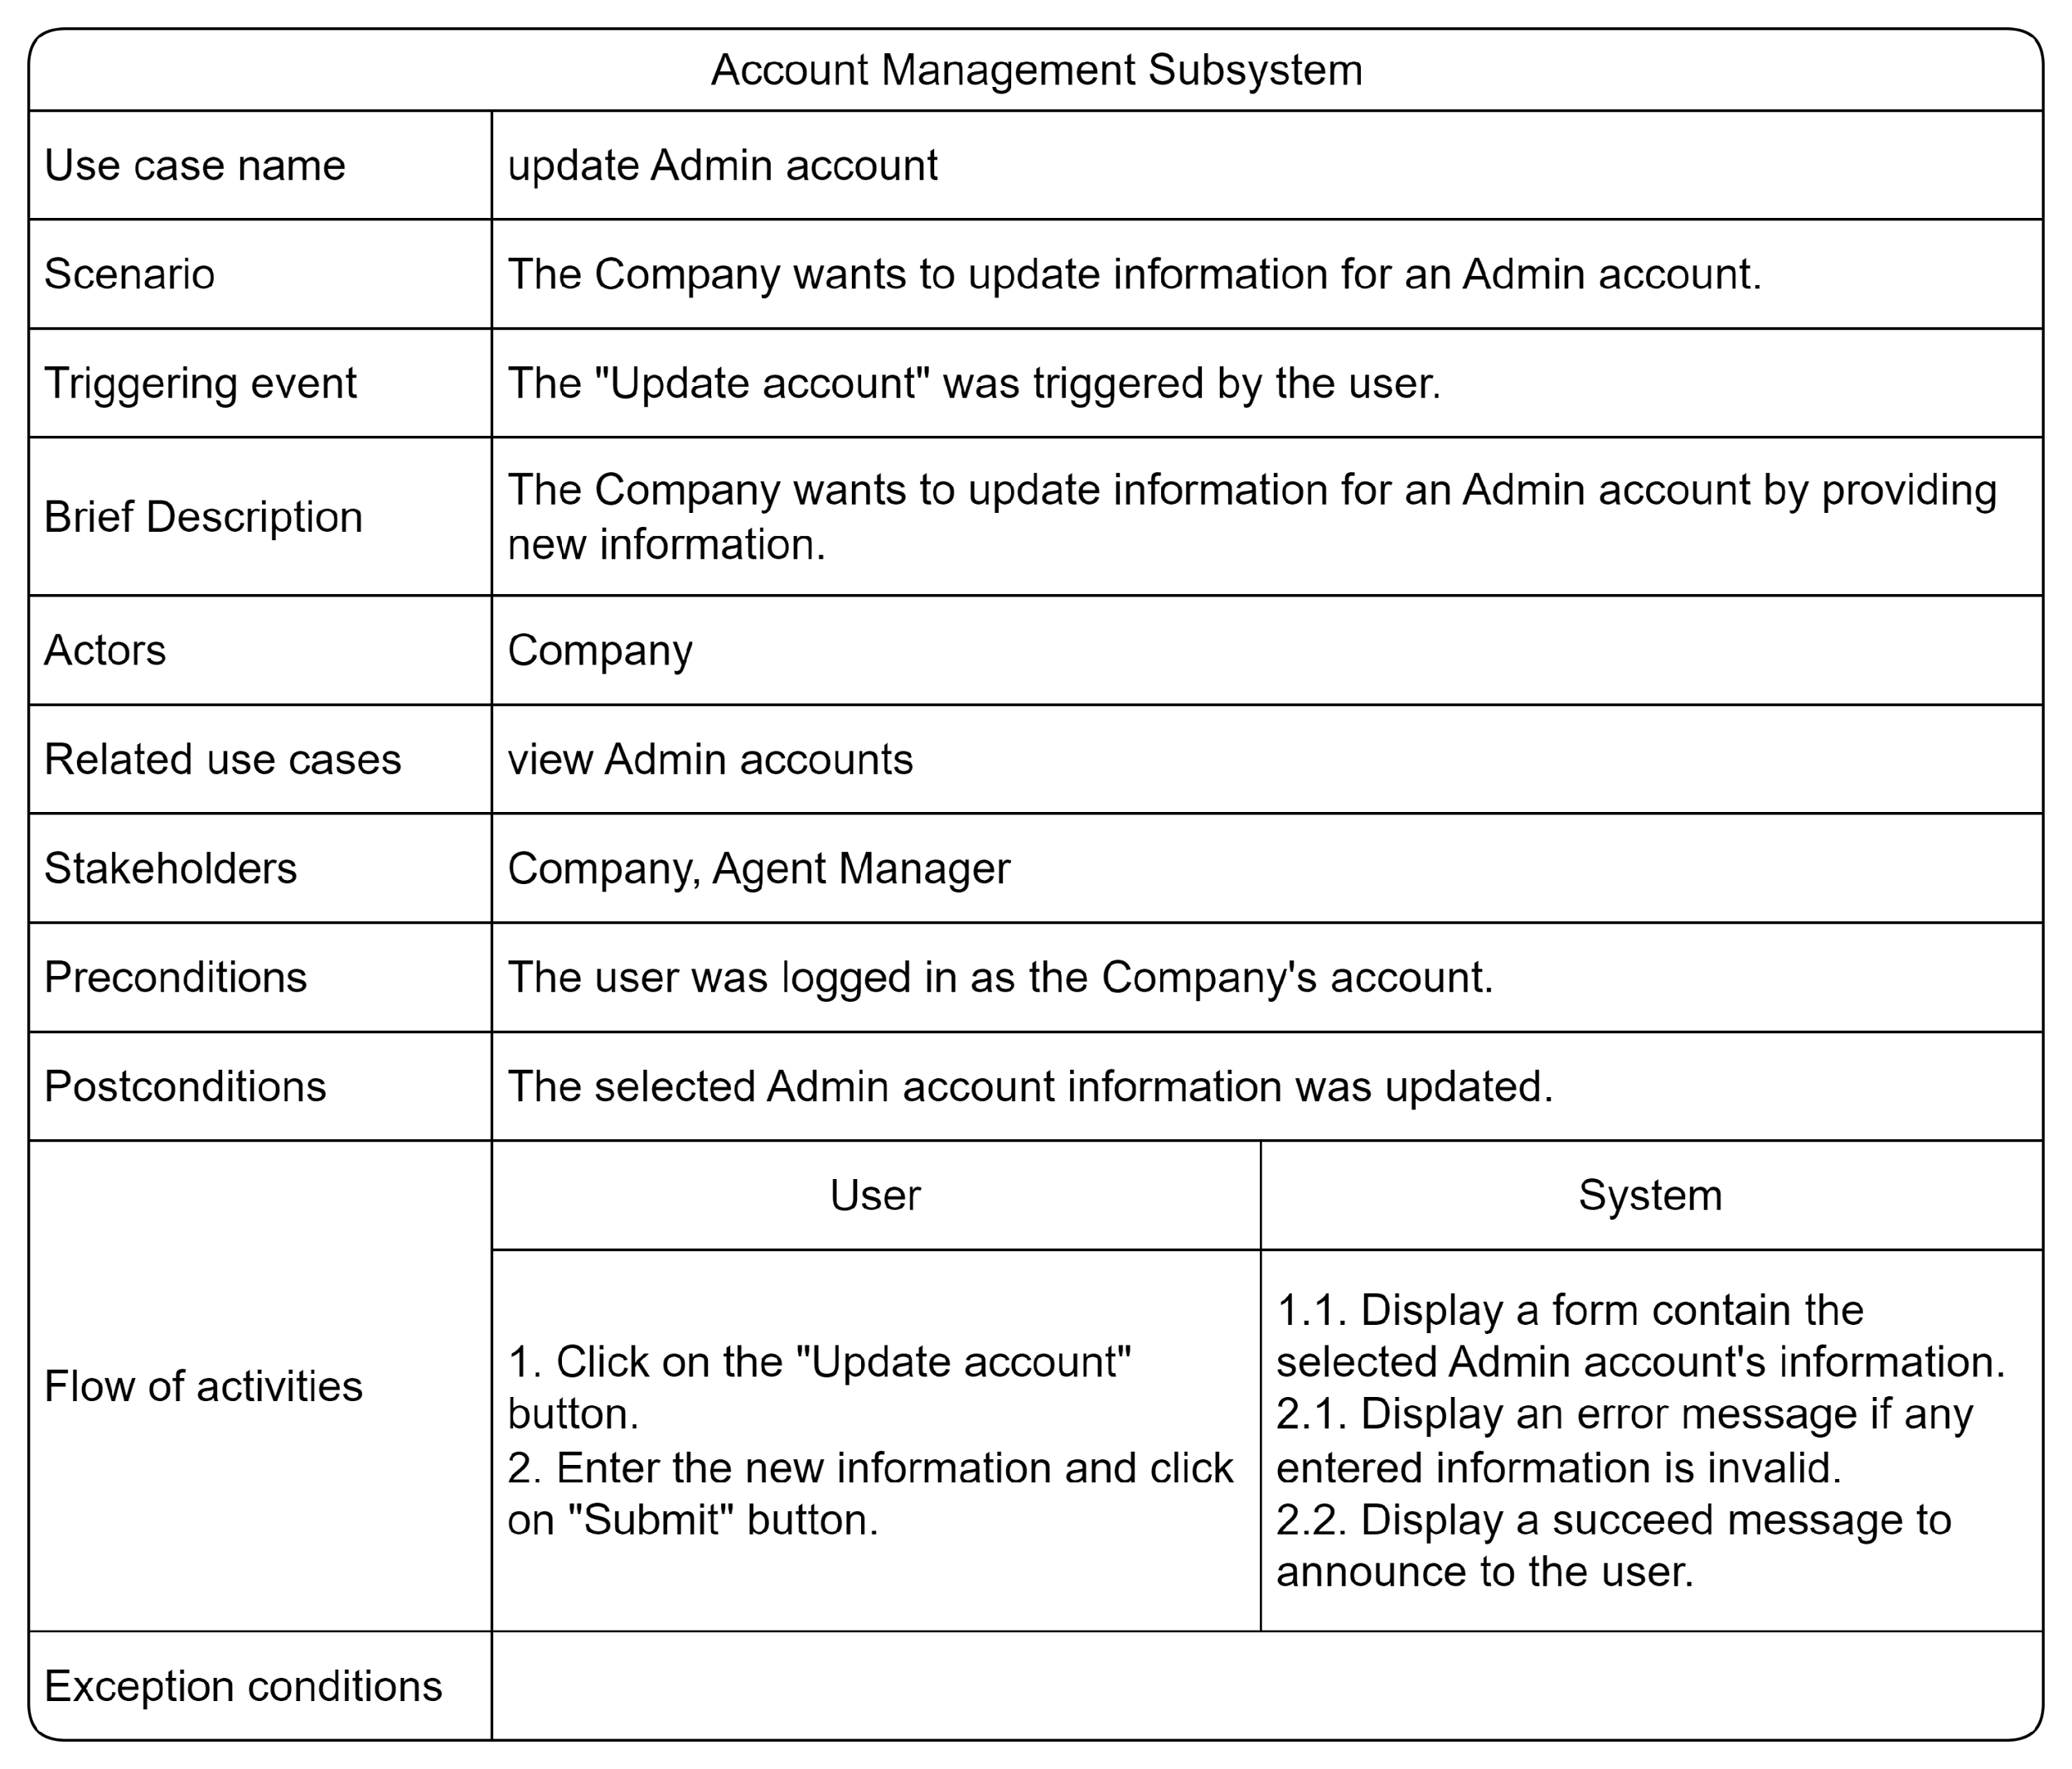 Account Management Subsystem
Use case name
update Admin account
Scenario
The Company wants to update information for an Admin account.
Triggering event
The "Update account" was triggered by the user.
Brief Description
The Company wants to update information for an Admin account by providing
new information.
Actors
Company
Related use cases
view Admin accounts
Stakeholders
Company, Agent Manager
Preconditions
The user was logged in as the Company's account.
Postconditions
The selected Admin account information was updated.
Flow of activities
User
System
1. Click on the "Update account"
button.
2. Enter the new information and click
on "Submit" button.
1.1. Display a form contain the
selected Admin account's information.
2.1. Display an error message if any
entered information is invalid.
2.2. Display a succeed message to
announce to the user.
Exception conditions